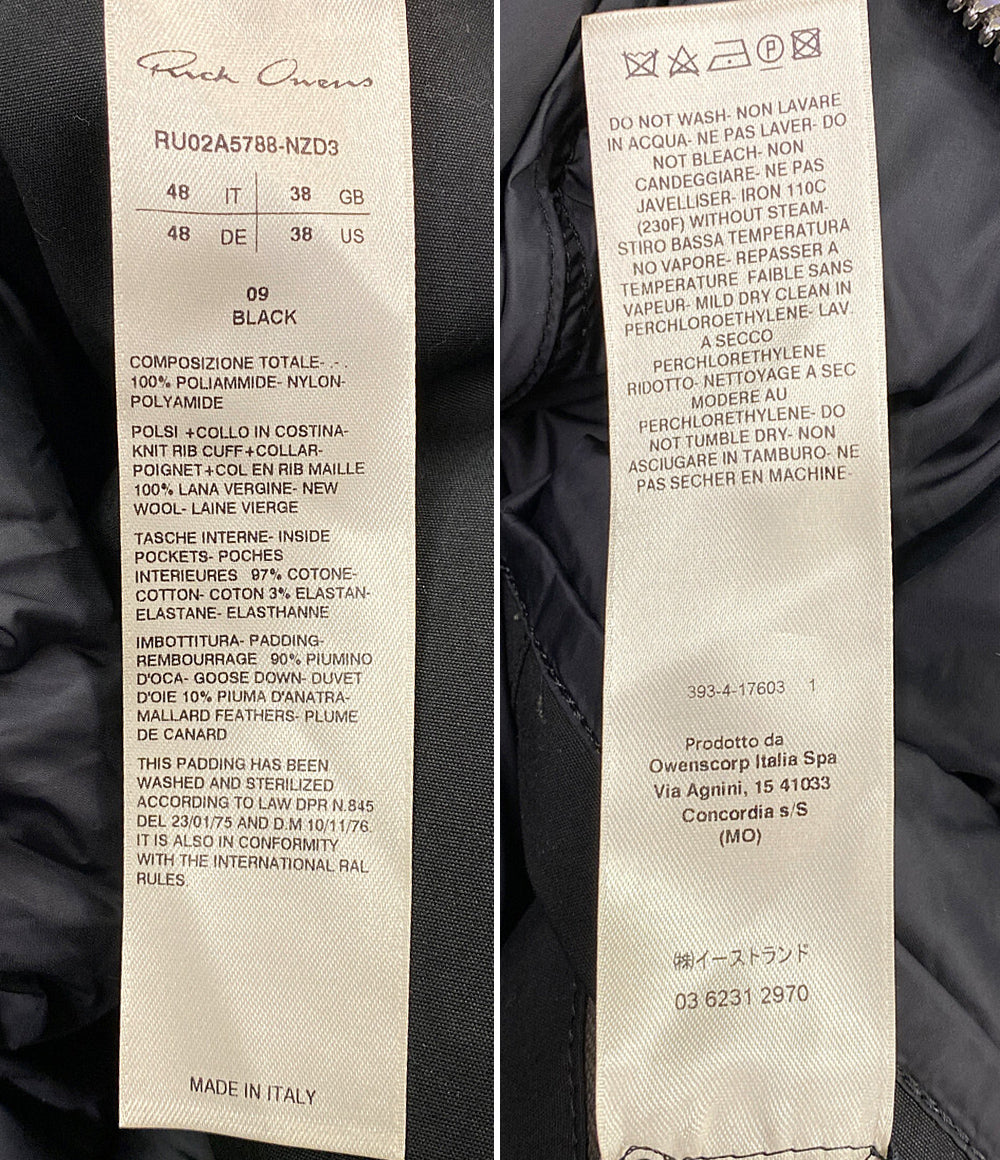 Rick Owens
RU02A5788-NZD3
48 IT 38 GB
48 DE 38 US
09
BLACK
COMPOSIZIONE TOTALE- . .
100% POLIAMMIDE- NYLON-
POLYAMIDE
POLSI +COLLO IN COSTINA-
KNIT RIB CUFF+COLLAR-
POIGNET+COL EN RIB MAILLE
100% LANA VERGINE- NEW
WOOL- LAINE VIERGE
TASCHE INTERNE- INSIDE
POCKETS- POCHES
INTERIEURES 97% COTONE-
COTTON- COTON 3% ELASTAN-
ELASTANE- ELASTHANNE
IMBOTTITURA- PADDING-
REMBOURRAGE 90% PIUMINO
D'OCA- GOOSE DOWN- DUVET
D'OIE 10% PIUMA D'ANATRA-
MALLARD FEATHERS- PLUME
DE CANARD
THIS PADDING HAS BEEN
WASHED AND STERILIZED
ACCORDING TO LAW DPR N.845
DEL 23/01/75 AND D.M 10/11/76.
IT IS ALSO IN CONFORMITY
WITH THE INTERNATIONAL RAL
RULES.
MADE IN ITALY
P
DO NOT WASH- NON LAVARE
IN ACQUA- NE PAS LAVER- DO
NOT BLEACH- NON
CANDEGGIARE- NE PAS
JAVELLISER- IRON 110C
(230F) WITHOUT STEAM-
STIRO BASSA TEMPERATURA
NO VAPORE- REPASSER A
TEMPERATURE FAIBLE SANS
VAPEUR- MILD DRY CLEAN IN
PERCHLOROETHYLENE- LAV.
A SECCO
PERCHLORETHYLENE
RIDOTTO- NETTOYAGE A SEC
MODERE AU
PERCHLORETHYLENE- DO
NOT TUMBLE DRY- NON
ASCIUGARE IN TAMBURO- NE
PAS SECHER EN MACHINE-
393-4-17603 1
Prodotto da
Owenscorp Italia Spa
Via Agnini, 15 41033
Concordia s/S
(MO)
㈱イーストランド
03 6231 2970